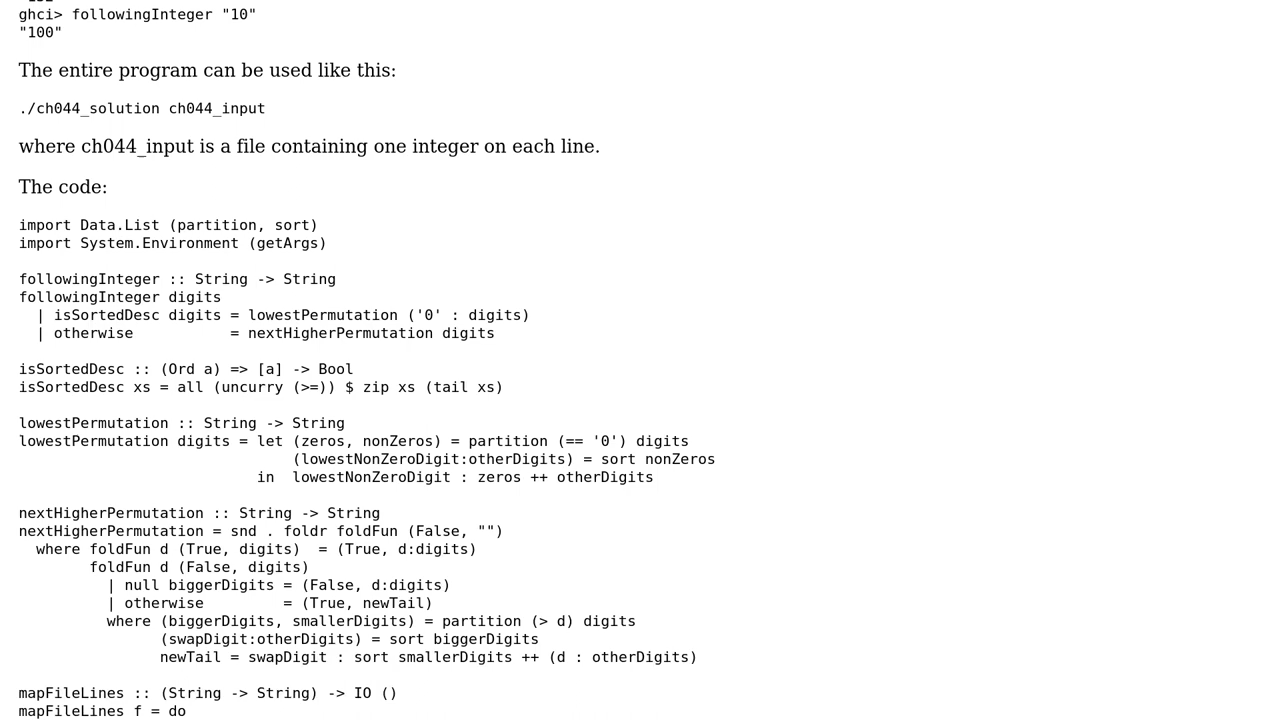 ghci> followingInteger "10"
"100"
The entire program can be used like this:
./ch044_solution ch044_input
where ch044_input is a file containing one integer on each line.
The code:
import Data.List (partition, sort)
import System.Environment (getArgs)
followingInteger :: String -> String
followingInteger digits
  | isSortedDesc digits = lowestPermutation ('0' : digits)
  | otherwise           = nextHigherPermutation digits
isSortedDesc :: (Ord a) => [a] -> Bool
isSortedDesc xs = all (uncurry (>=)) $ zip xs (tail xs)
lowestPermutation :: String -> String
lowestPermutation digits = let (zeros, nonZeros) = partition (== '0') digits
                               (lowestNonZeroDigit:otherDigits) = sort nonZeros
                           in  lowestNonZeroDigit : zeros ++ otherDigits
nextHigherPermutation :: String -> String
nextHigherPermutation = snd . foldr foldFun (False, "")
  where foldFun d (True, digits)  = (True, d:digits)
        foldFun d (False, digits)
          | null biggerDigits = (False, d:digits)
          | otherwise         = (True, newTail)
          where (biggerDigits, smallerDigits) = partition (> d) digits
                (swapDigit:otherDigits) = sort biggerDigits
                newTail = swapDigit : sort smallerDigits ++ (d : otherDigits)
mapFileLines :: (String -> String) -> IO ()
mapFileLines f = do